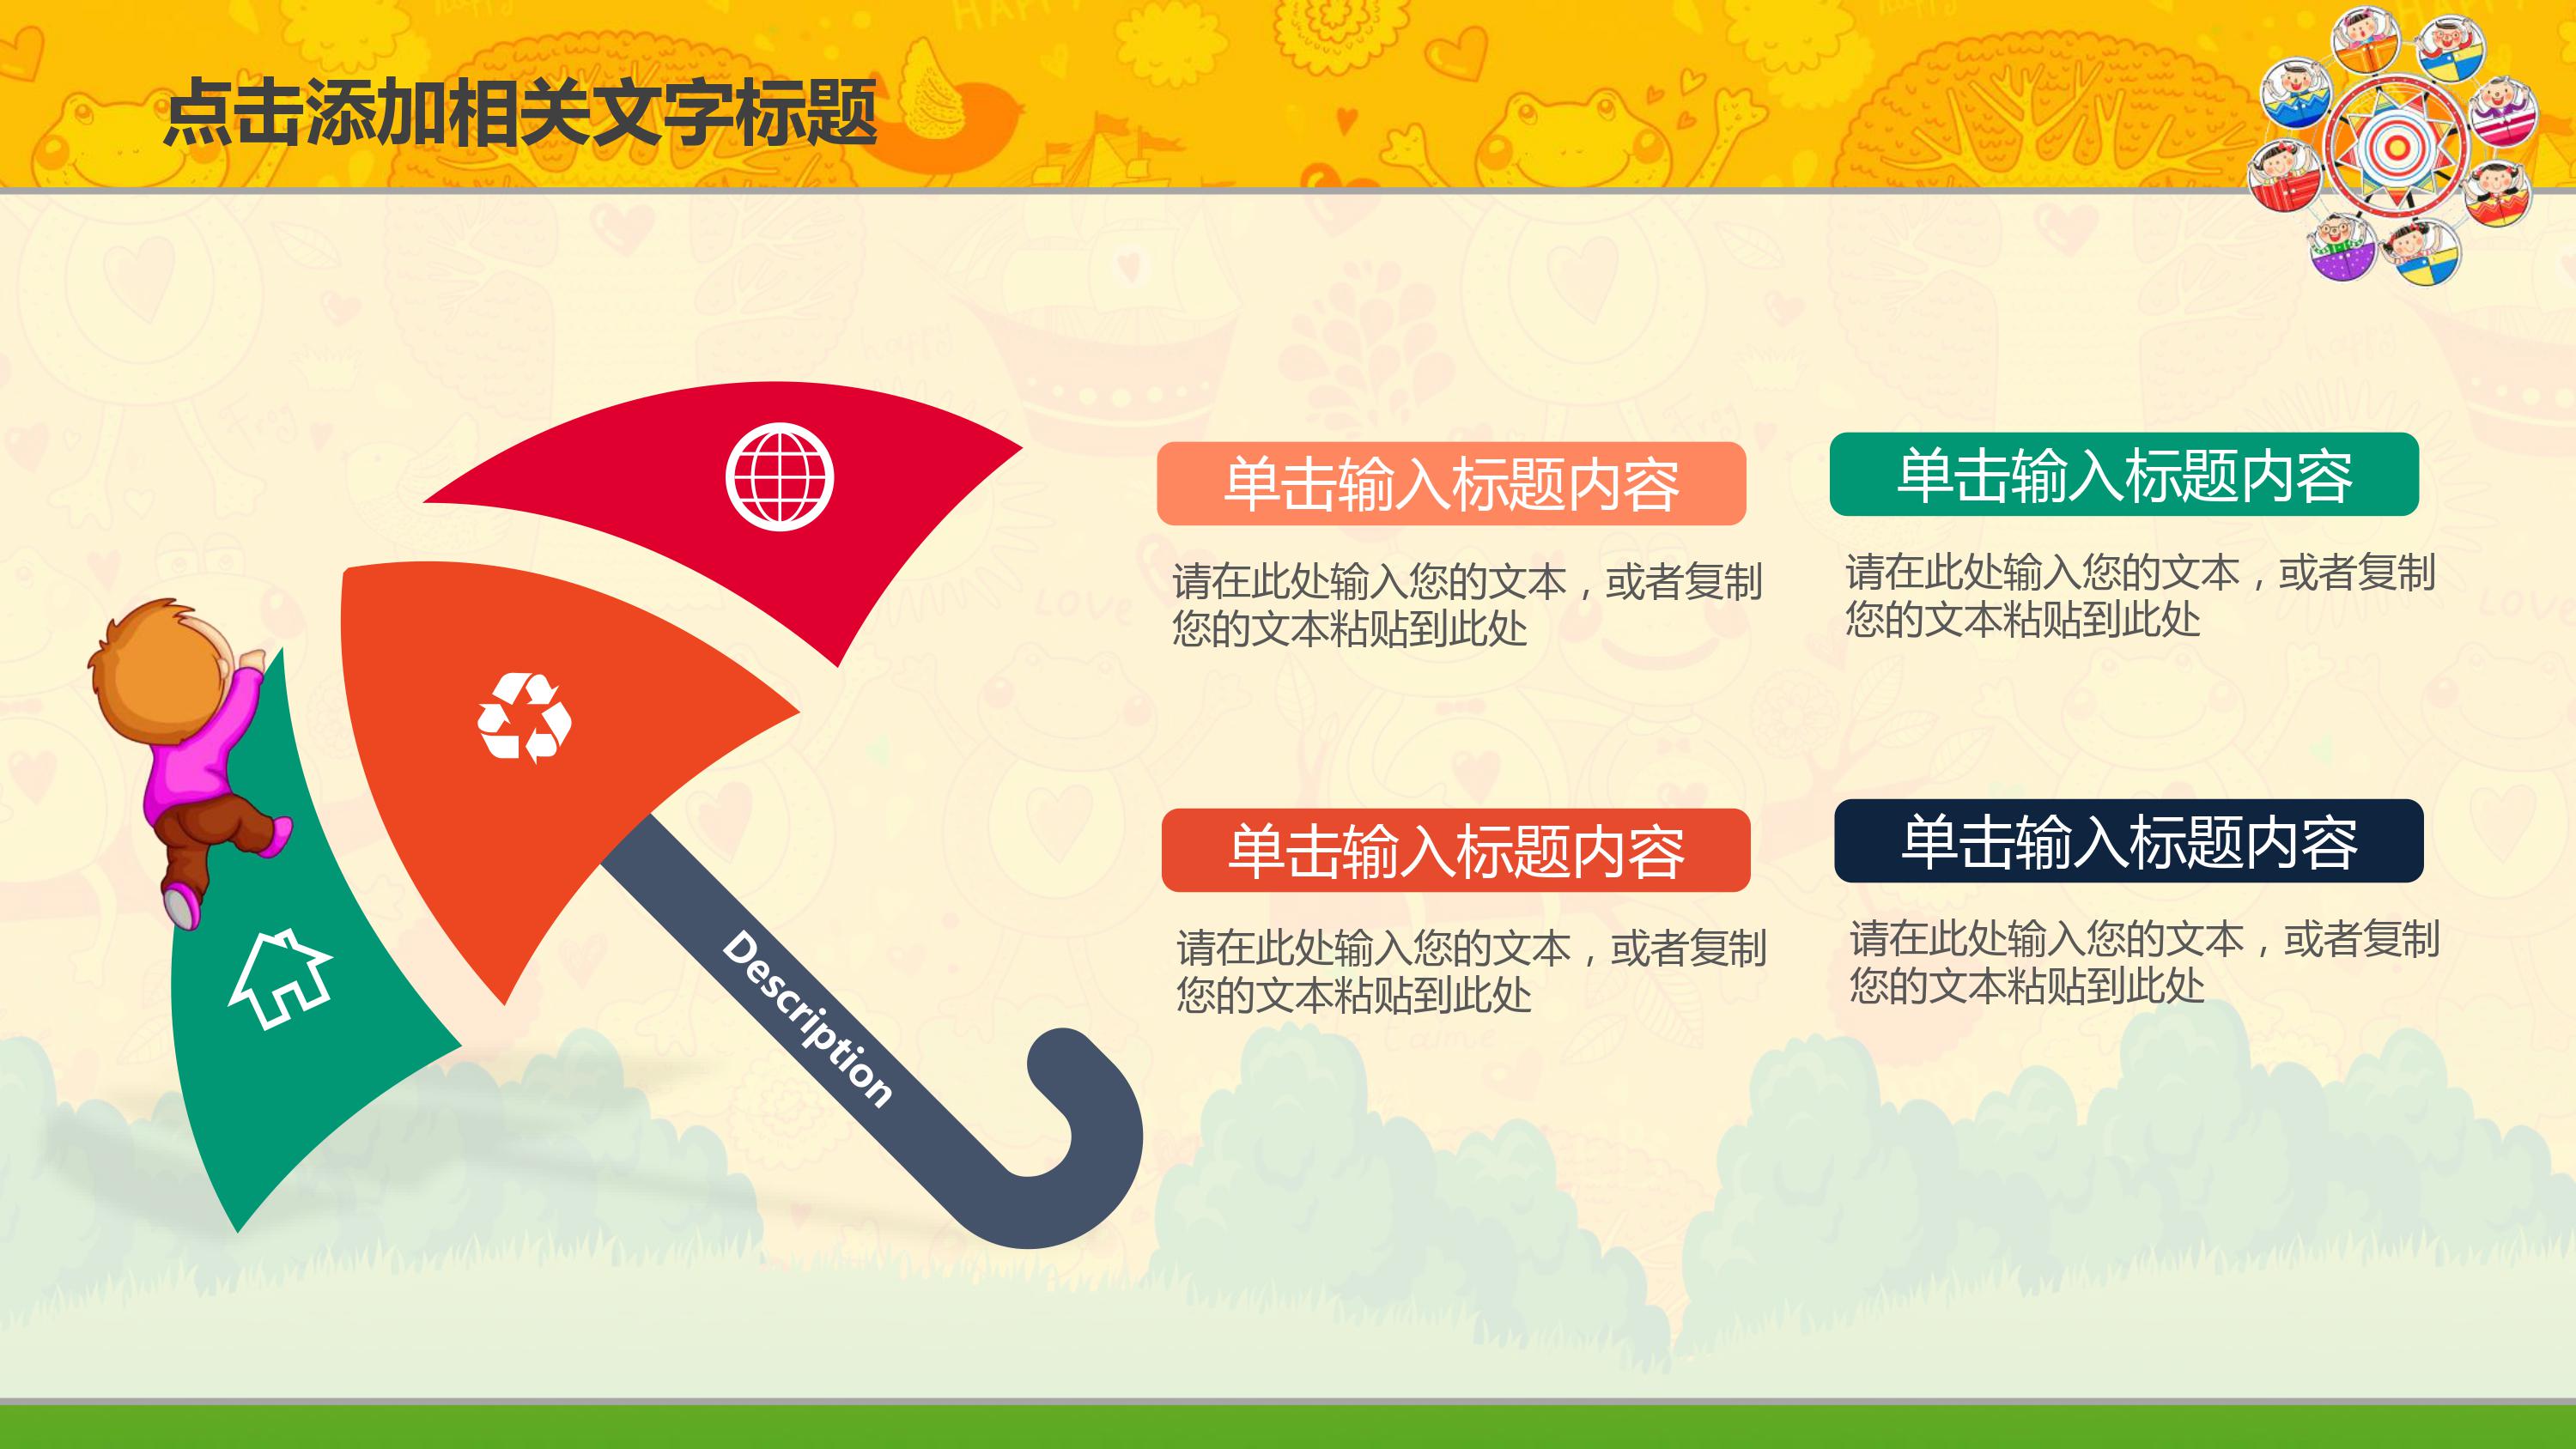 点击添加相关文字标题
单击输入标题内容
请在此处输入您的文本，或者复制
您的文本粘贴到此处
单击输入标题内容
请在此处输入您的文本，或者复制
您的文本粘贴到此处
单击输入标题内容
请在此处输入您的文本，或者复制
您的文本粘贴到此处
单击输入标题内容
请在此处输入您的文本，或者复制
您的文本粘贴到此处
Description
happy
HAPPY
happy
Frog
LOVE